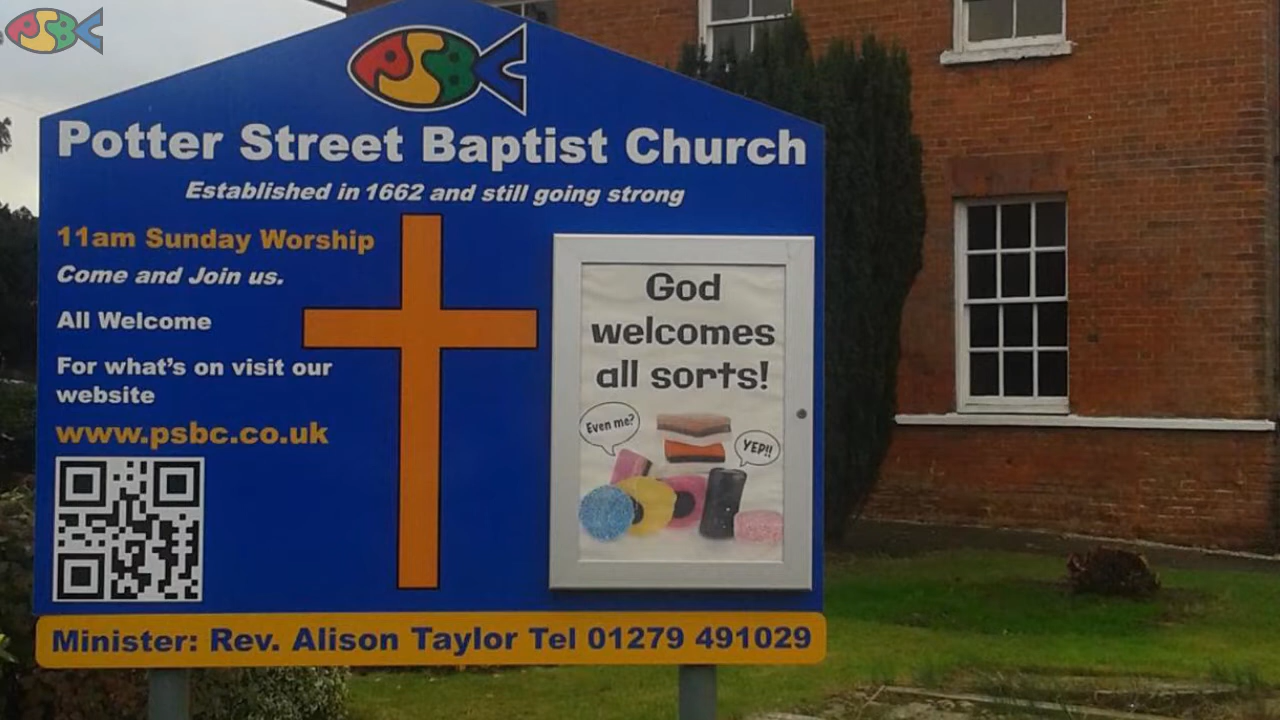 PSBC
PSB
Potter Street Baptist Church
Established in 1662 and still going strong
11am Sunday Worship
Come and Join us.
All Welcome
For what's on visit our
website
www.psbc.co.uk
God
welcomes
all sorts!
Even me?
YEP!!
Minister: Rev. Alison Taylor Tel 01279 491029